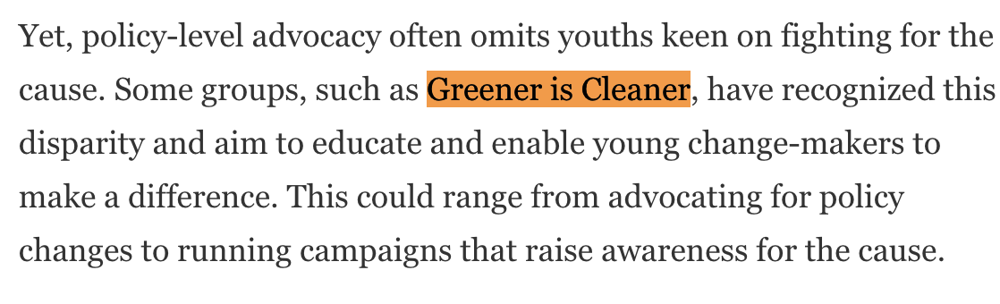 Yet, policy-level advocacy often omits youths keen on fighting for the
cause. Some groups, such as Greener is Cleaner, have recognized this
disparity and aim to educate and enable young change-makers to
make a difference. This could range from advocating for policy
changes to running campaigns that raise awareness for the cause.